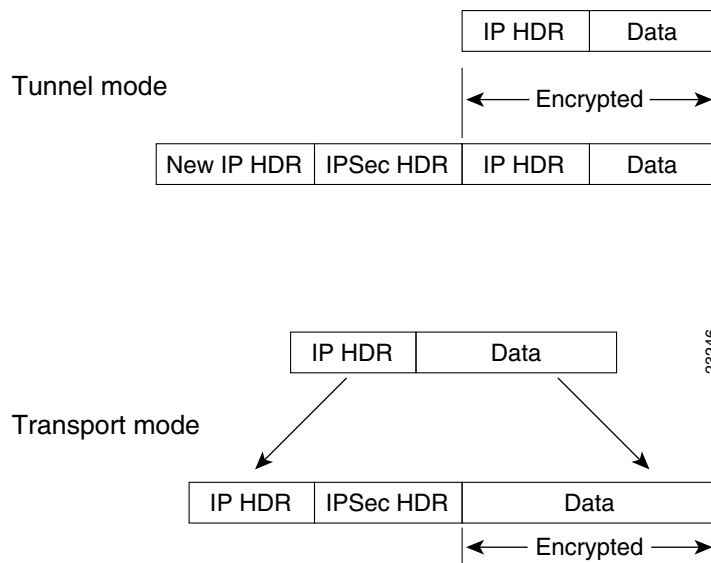 IP HDR Data
Tunnel mode
Encrypted
New IP HDR IPSec HDR IP HDR Data
IP HDR Data
23246
Transport mode
IP HDR IPSec HDR Data
Encrypted